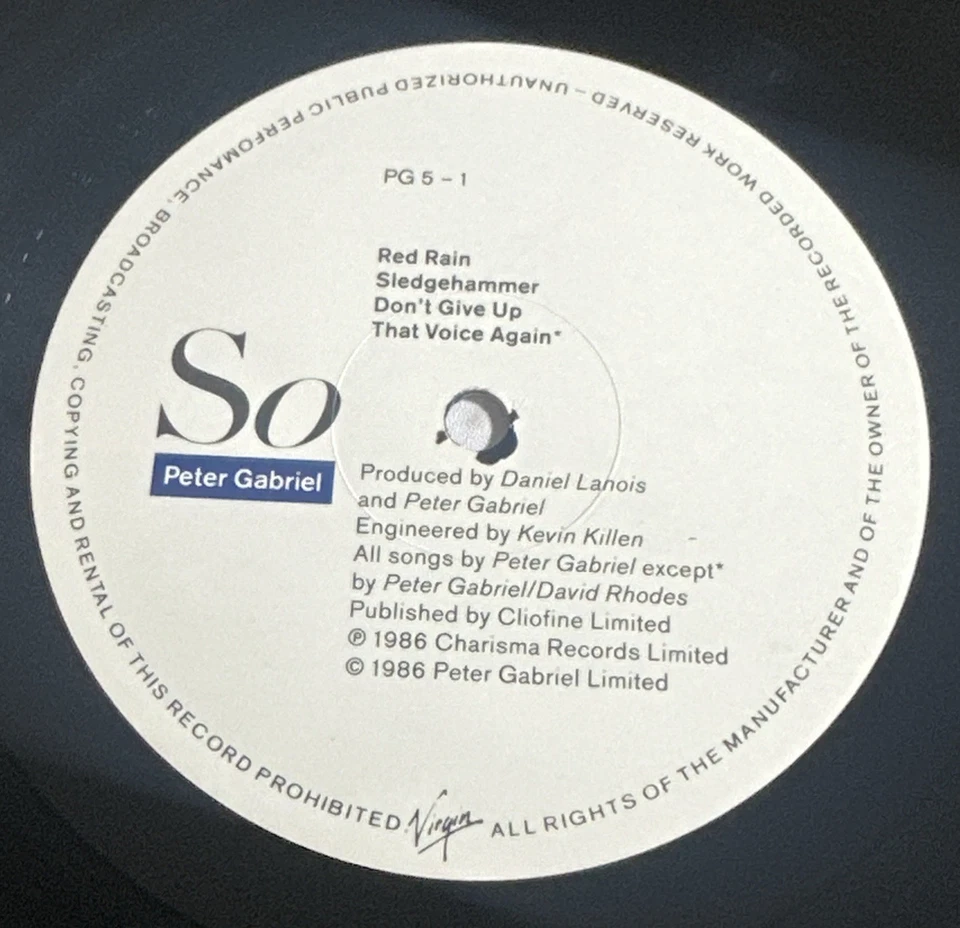 PG 5 – 1
Red Rain
Sledgehammer
Don't Give Up
That Voice Again*
So
Peter Gabriel
Produced by Daniel Lanois
and Peter Gabriel
Engineered by Kevin Killen
All songs by Peter Gabriel except*
by Peter Gabriel/David Rhodes
Published by Cliofine Limited
℗ 1986 Charisma Records Limited
© 1986 Peter Gabriel Limited
Virgin
ALL RIGHTS OF THE MANUFACTURER AND OF THE OWNER OF THE RECORDED WORK RESERVED – UNAUTHORIZED PUBLIC PERFOMANCE, BROADCASTING, COPYING AND RENTAL OF THIS RECORD PROHIBITED